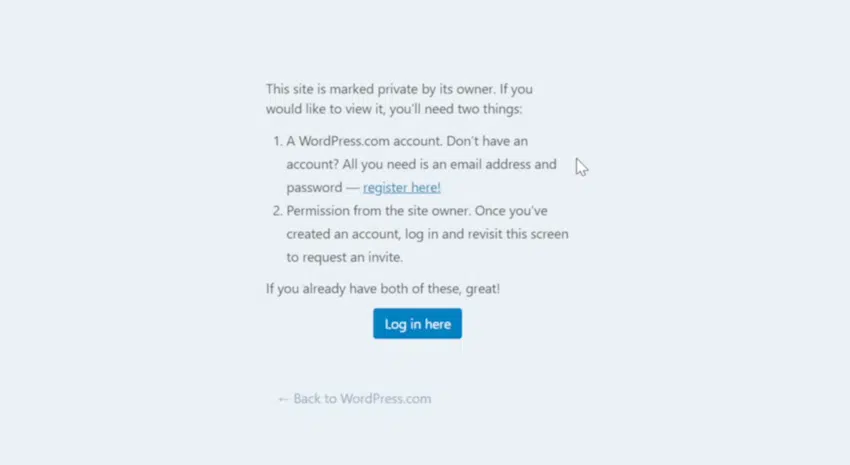 This site is marked private by its owner. If you
would like to view it, you'll need two things:
1. A WordPress.com account. Don't have an
account? All you need is an email address and
password — register here!
2. Permission from the site owner. Once you've
created an account, log in and revisit this screen
to request an invite.
If you already have both of these, great!
Log in here
← Back to WordPress.com